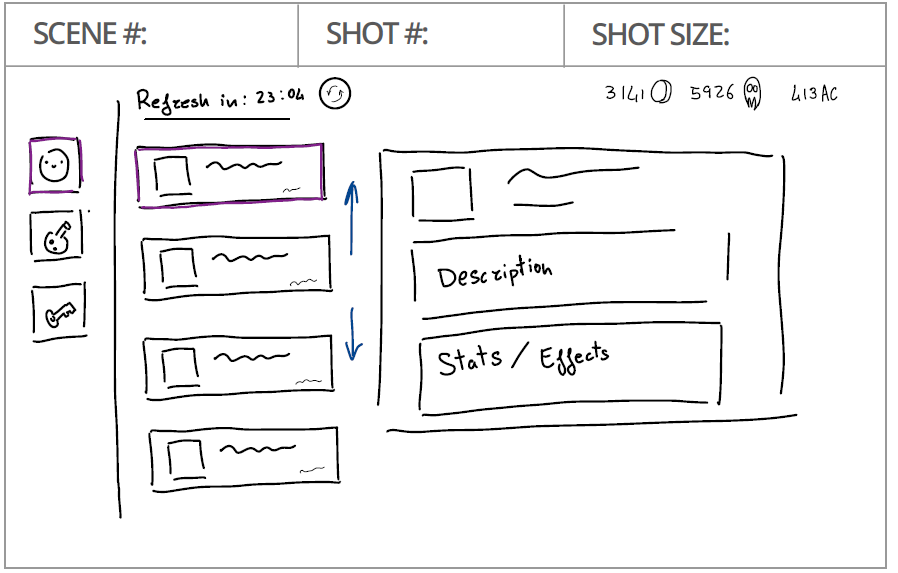 SCENE #:
SHOT #:
SHOT SIZE:
Refresh in: 23:04
3141 5926 413AC
Description
Stats / Effects